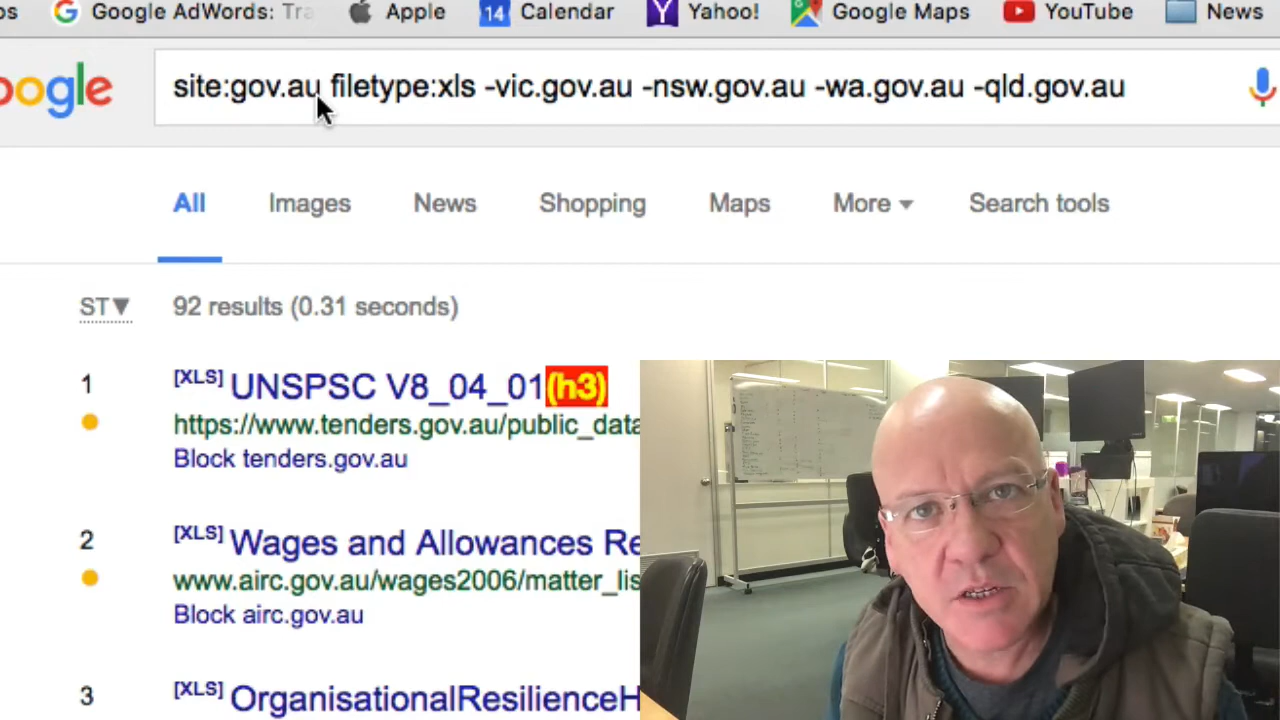 os Google AdWords: Tra Apple 14 Calendar Y Yahoo! Google Maps YouTube News
oogle site:gov.au filetype:xls -vic.gov.au -nsw.gov.au -wa.gov.au -qld.gov.au
All Images News Shopping Maps More Search tools
ST▼ 92 results (0.31 seconds)
1 [XLS] UNSPSC V8_04_01(h3)
https://www.tenders.gov.au/public_data
Block tenders.gov.au
2 [XLS] Wages and Allowances Re
www.airc.gov.au/wages2006/matter_lis
Block airc.gov.au
3 [XLS] OrganisationalResilienceH